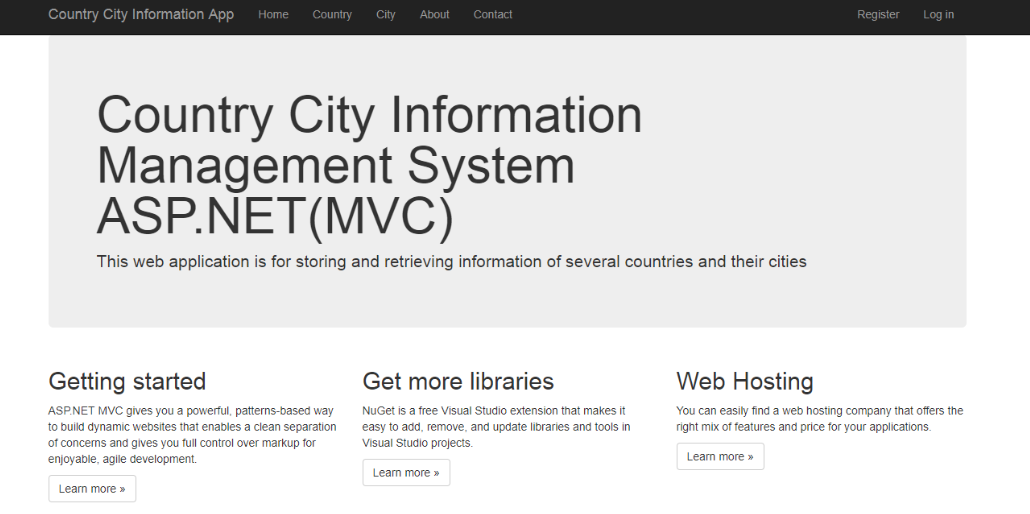 Country City Information App Home Country City About Contact Register Log in
Country City Information
Management System
ASP.NET(MVC)
This web application is for storing and retrieving information of several countries and their cities
Getting started
ASP.NET MVC gives you a powerful, patterns-based way
to build dynamic websites that enables a clean separation
of concerns and gives you full control over markup for
enjoyable, agile development.
Learn more »
Get more libraries
NuGet is a free Visual Studio extension that makes it
easy to add, remove, and update libraries and tools in
Visual Studio projects.
Learn more »
Web Hosting
You can easily find a web hosting company that offers the
right mix of features and price for your applications.
Learn more »